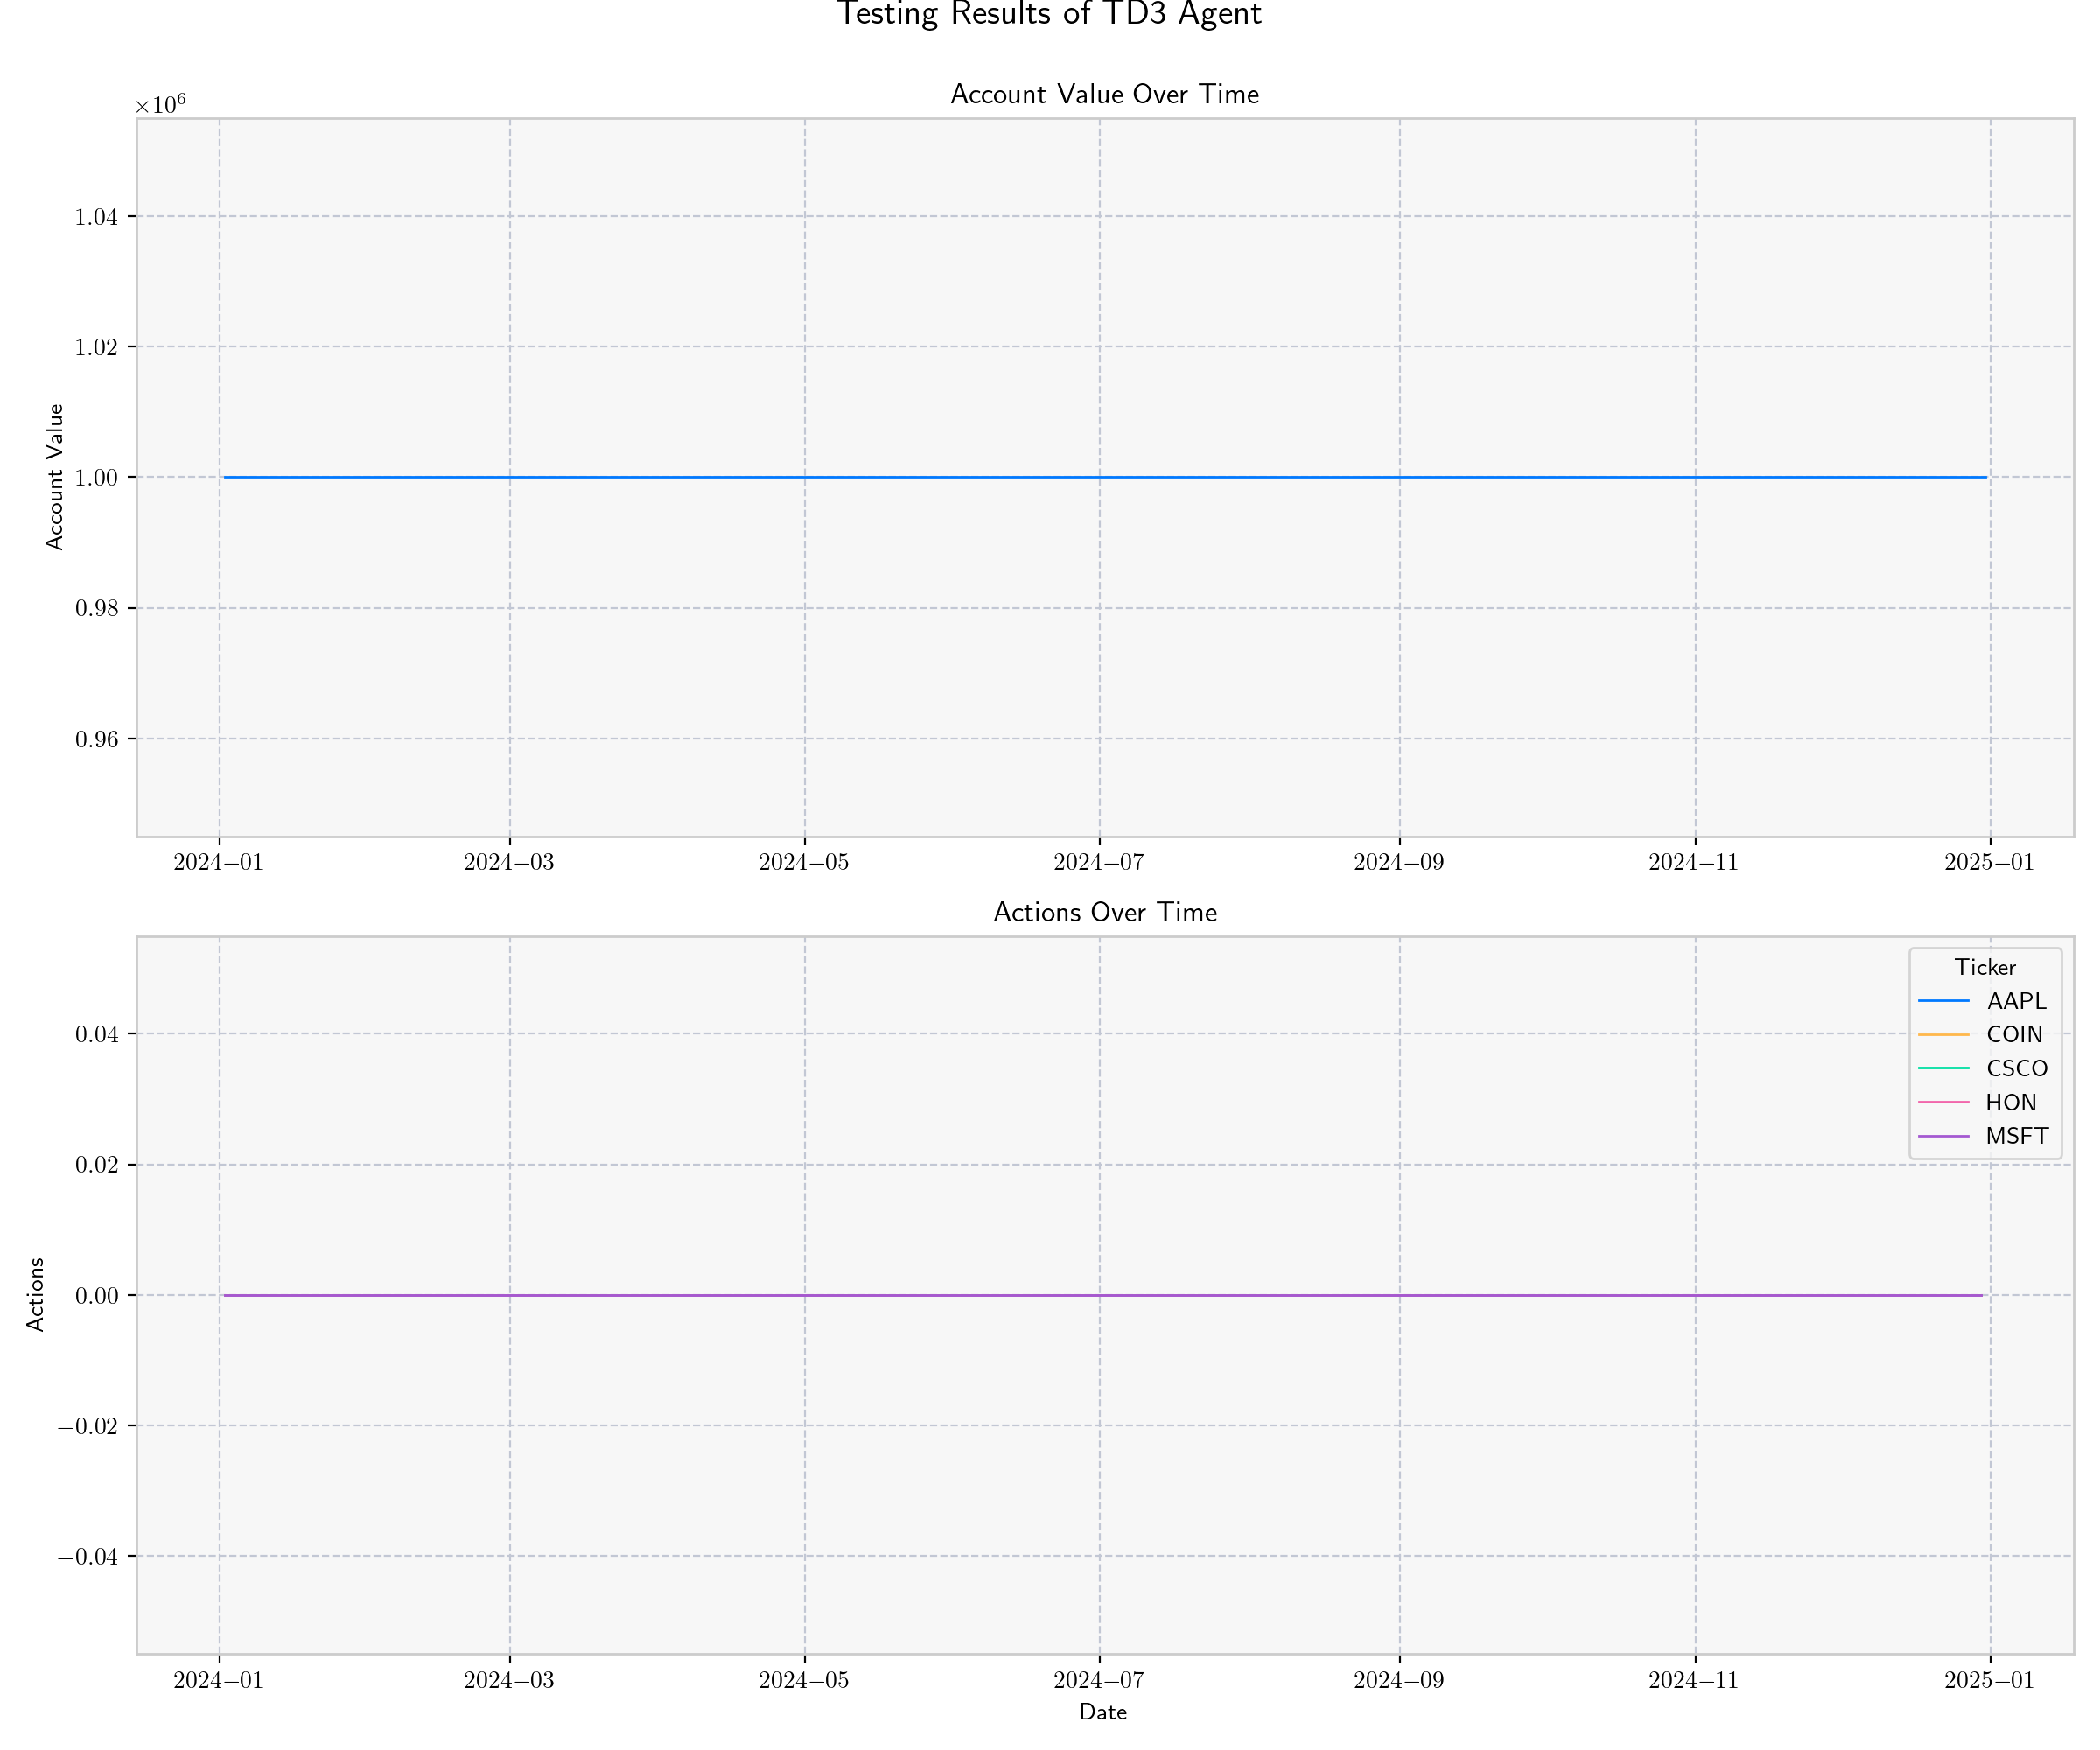 Testing Results of TD3 Agent
Account Value Over Time
×10⁶
1.04
1.02
1.00
0.98
0.96
Account Value
2024–01 2024–03 2024–05 2024–07 2024–09 2024–11 2025–01
Actions Over Time
Ticker
AAPL
COIN
CSCO
HON
MSFT
0.04
0.02
0.00
−0.02
−0.04
Actions
2024–01 2024–03 2024–05 2024–07 2024–09 2024–11 2025–01
Date